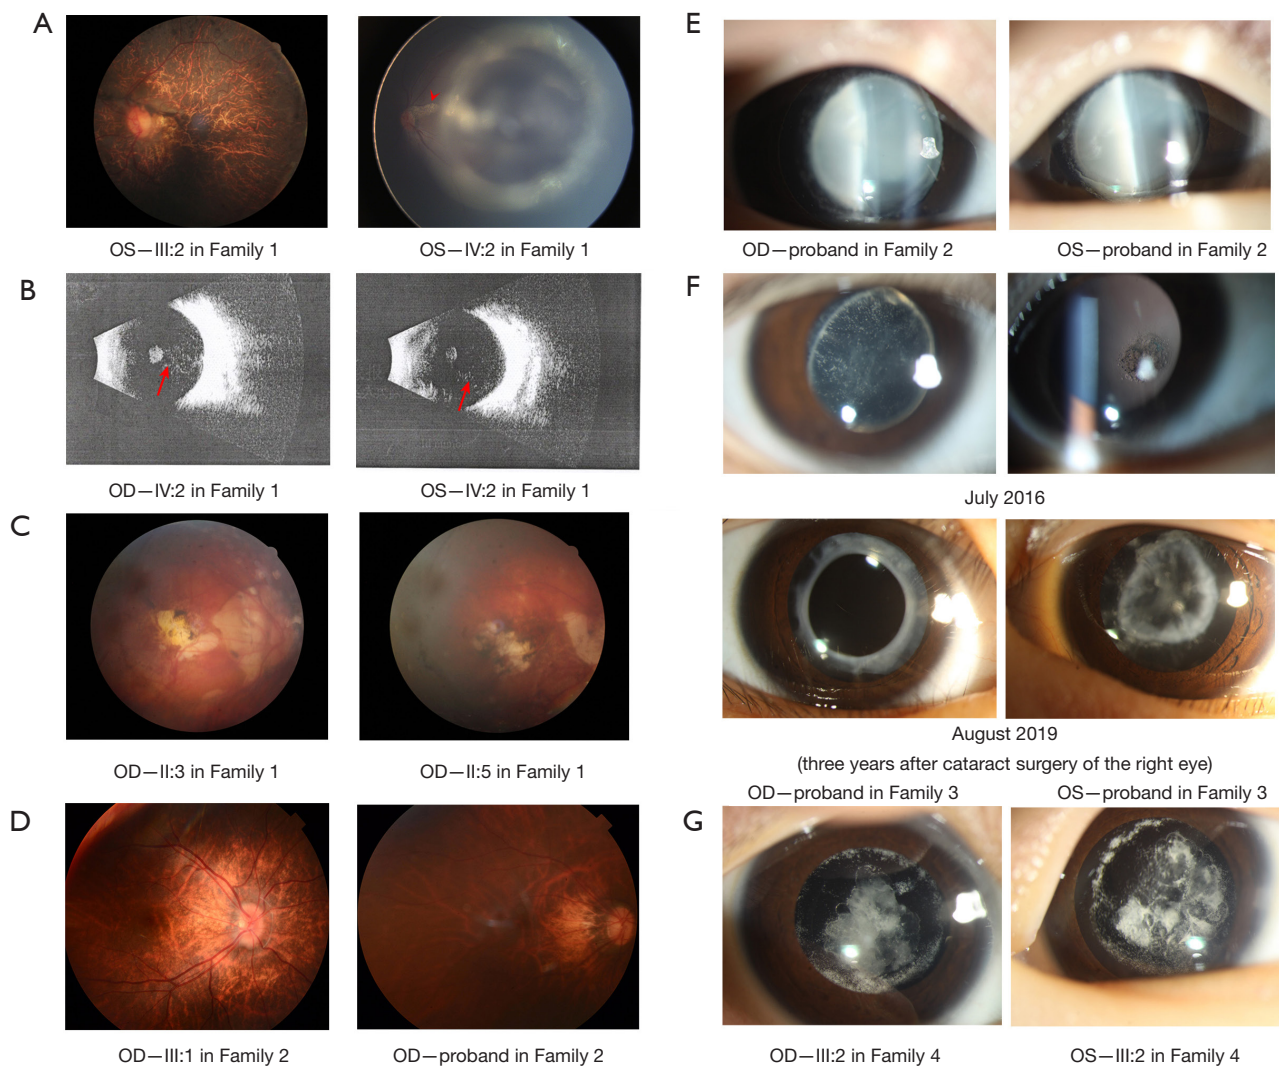 A
OS—III:2 in Family 1
OS—IV:2 in Family 1
B
OD—IV:2 in Family 1
OS—IV:2 in Family 1
C
OD—II:3 in Family 1
OD—II:5 in Family 1
D
OD—III:1 in Family 2
OD—proband in Family 2
E
OD—proband in Family 2
OS—proband in Family 2
F
July 2016
August 2019
(three years after cataract surgery of the right eye)
OD—proband in Family 3
OS—proband in Family 3
G
OD—III:2 in Family 4
OS—III:2 in Family 4